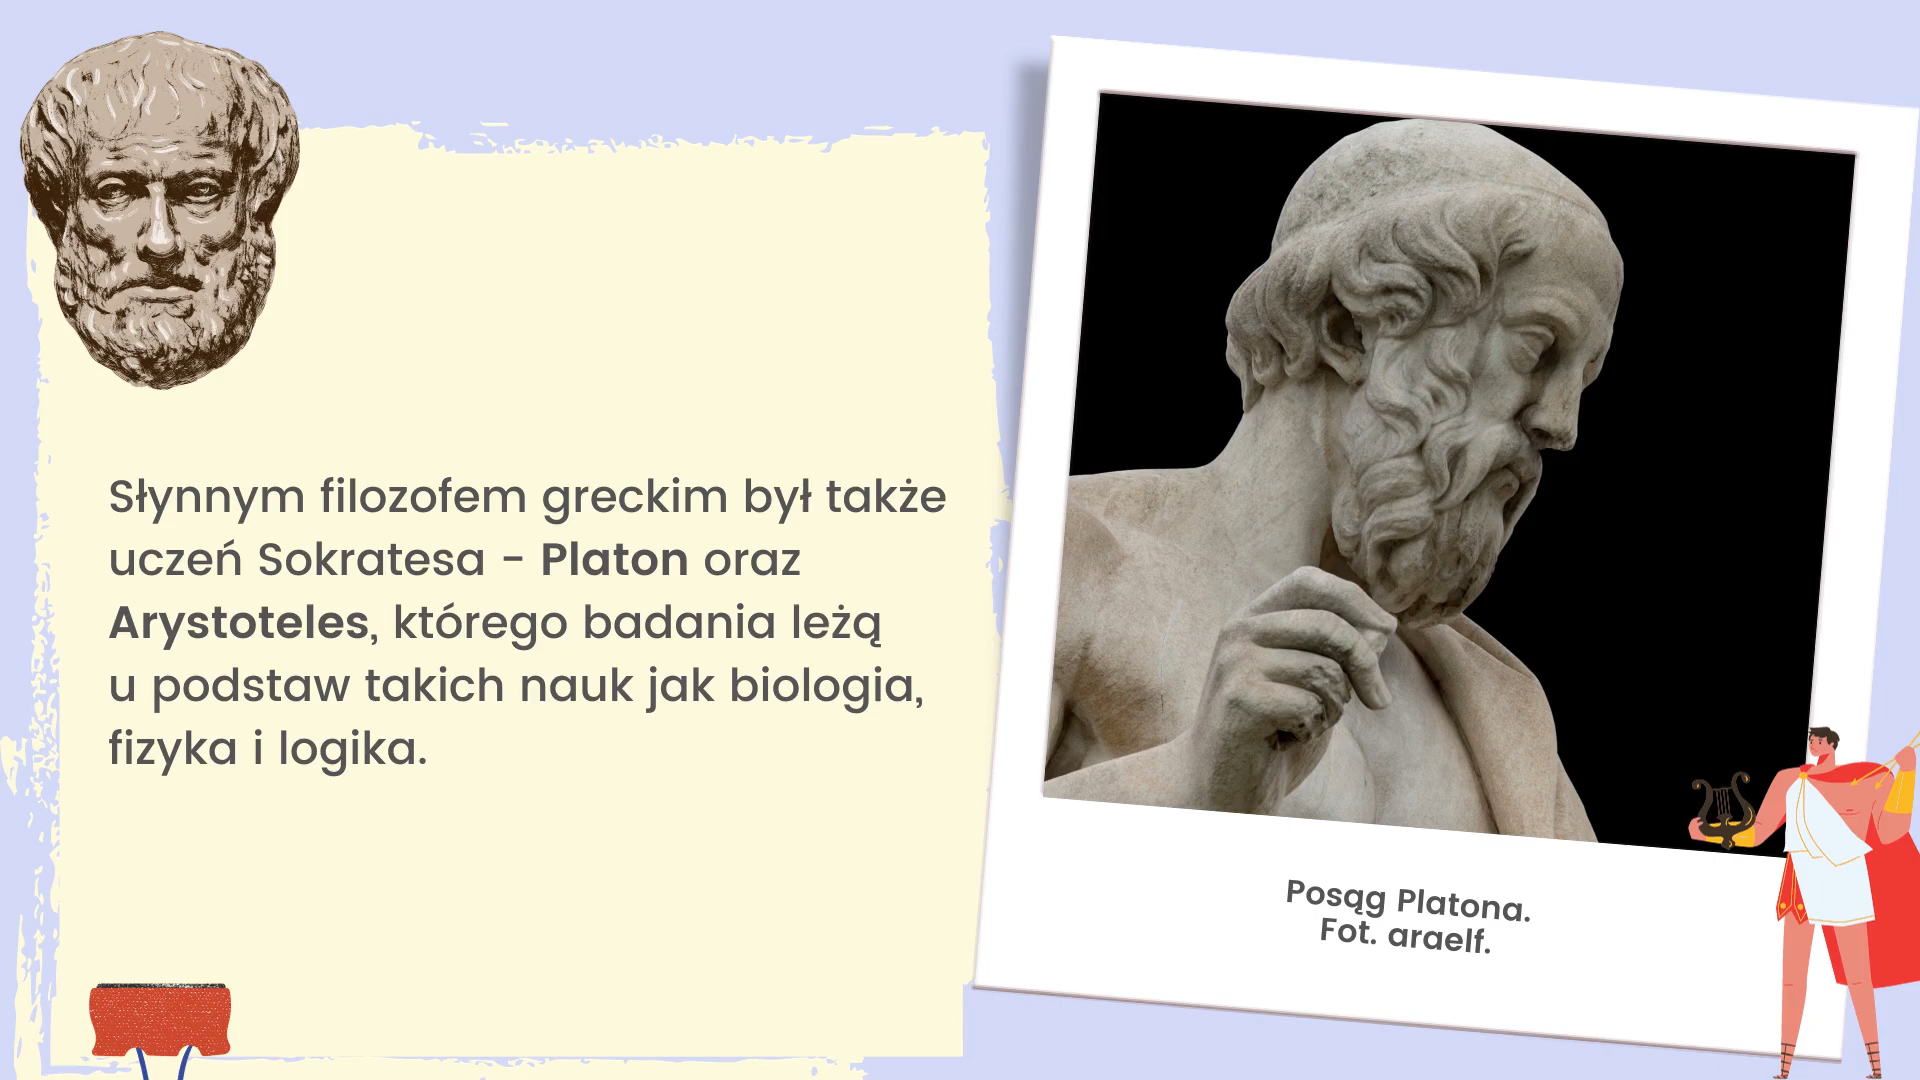 Słynnym filozofem greckim był także
uczeń Sokratesa - Platon oraz
Arystoteles, którego badania leżą
u podstaw takich nauk jak biologia,
fizyka i logika.
Posąg Platona.
Fot. araelf.